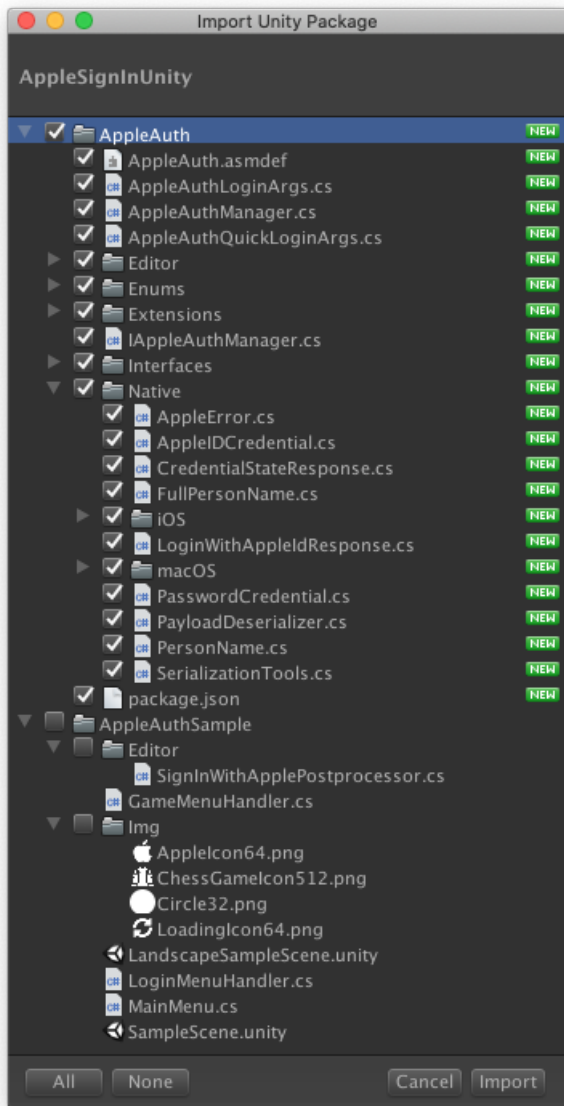 Import Unity Package
AppleSignInUnity
AppleAuth NEW
AppleAuth.asmdef NEW
C# AppleAuthLoginArgs.cs NEW
C# AppleAuthManager.cs NEW
C# AppleAuthQuickLoginArgs.cs NEW
Editor NEW
Enums NEW
Extensions NEW
C# IAppleAuthManager.cs NEW
Interfaces NEW
Native NEW
C# AppleError.cs NEW
C# AppleIDCredential.cs NEW
C# CredentialStateResponse.cs NEW
C# FullPersonName.cs NEW
iOS NEW
C# LoginWithAppleIdResponse.cs NEW
macOS NEW
C# PasswordCredential.cs NEW
C# PayloadDeserializer.cs NEW
C# PersonName.cs NEW
C# SerializationTools.cs NEW
package.json NEW
AppleAuthSample
Editor
C# SignInWithApplePostprocessor.cs
C# GameMenuHandler.cs
Img
AppleIcon64.png
ChessGameIcon512.png
Circle32.png
LoadingIcon64.png
LandscapeSampleScene.unity
C# LoginMenuHandler.cs
C# MainMenu.cs
SampleScene.unity
All None Cancel Import